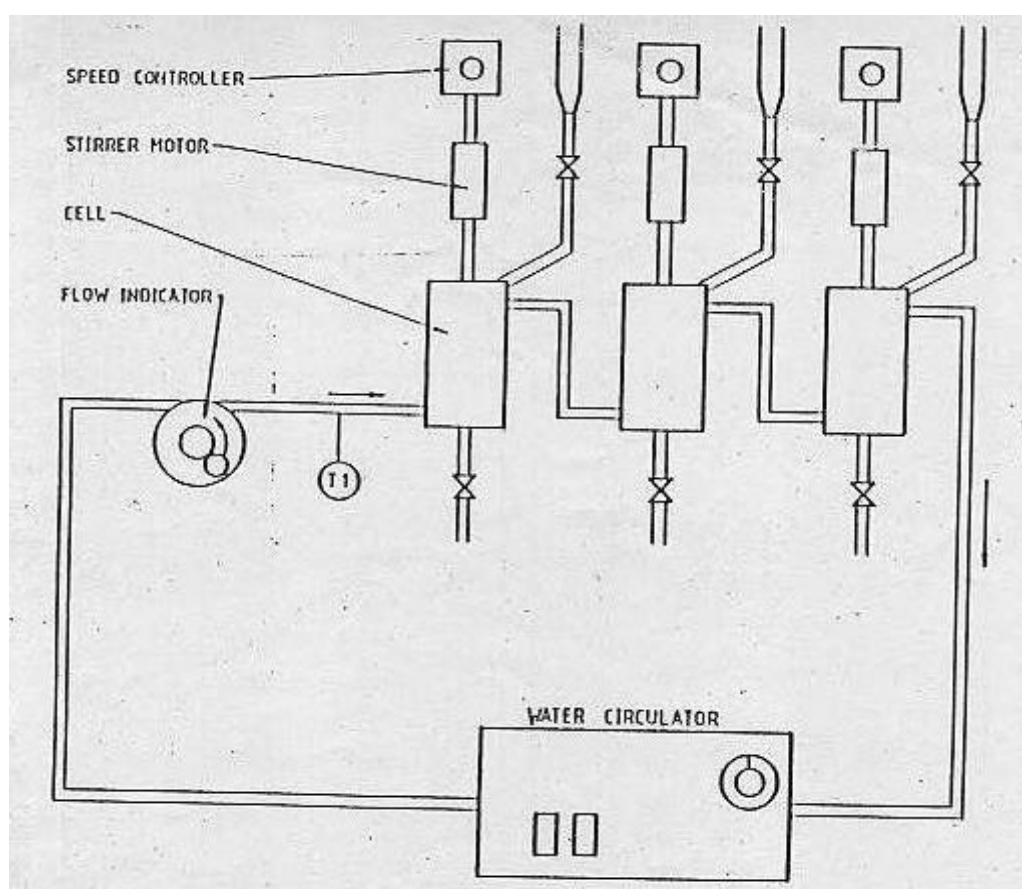 SPEED CONTROLLER
STIRRER MOTOR
CELL
FLOW INDICATOR
T1
WATER CIRCULATOR